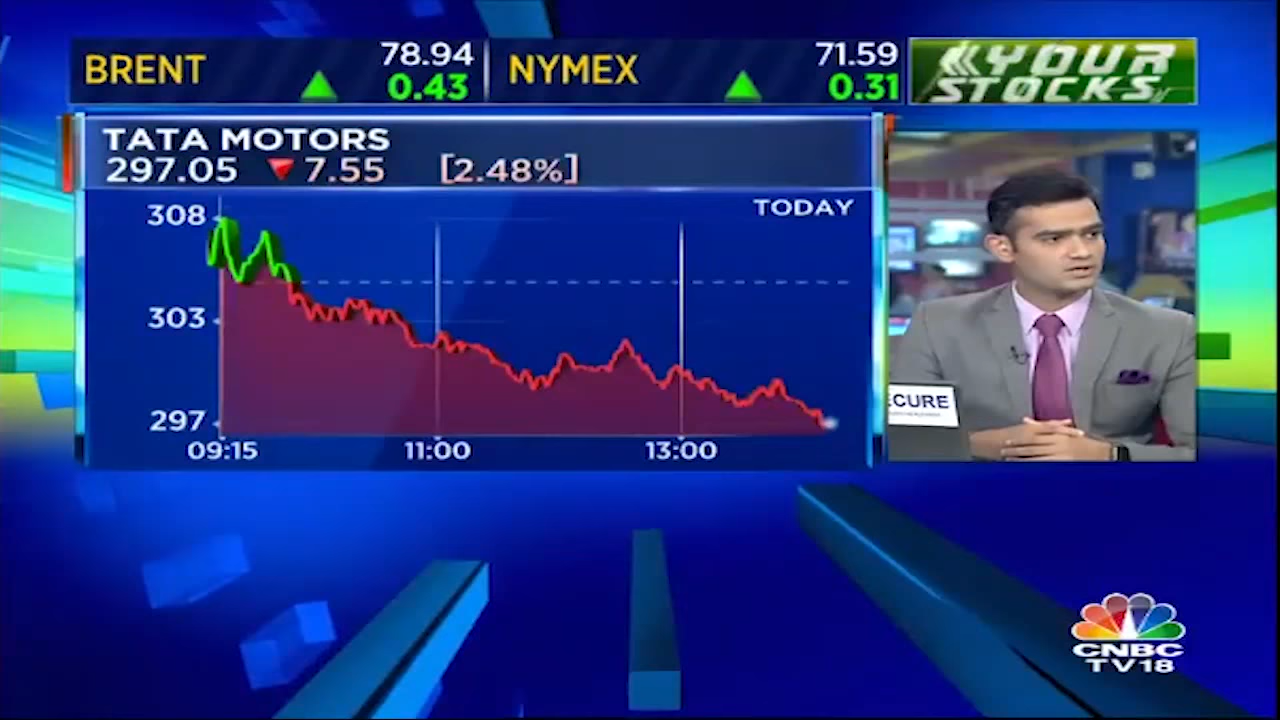 BRENT 78.94 NYMEX 71.59 YOUR
▲ 0.43 ▲ 0.31 STOCKS
TATA MOTORS
297.05 ▼ 7.55 [2.48%]
TODAY
308
303
297
09:15 11:00 13:00
ECURE
CNBC
TV18